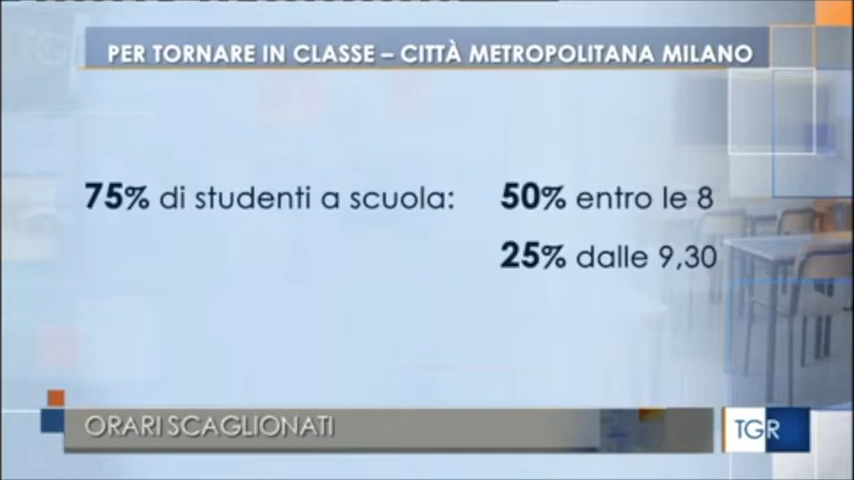 PER TORNARE IN CLASSE – CITTÀ METROPOLITANA MILANO
75% di studenti a scuola: 50% entro le 8
25% dalle 9,30
ORARI SCAGLIONATI
TGR